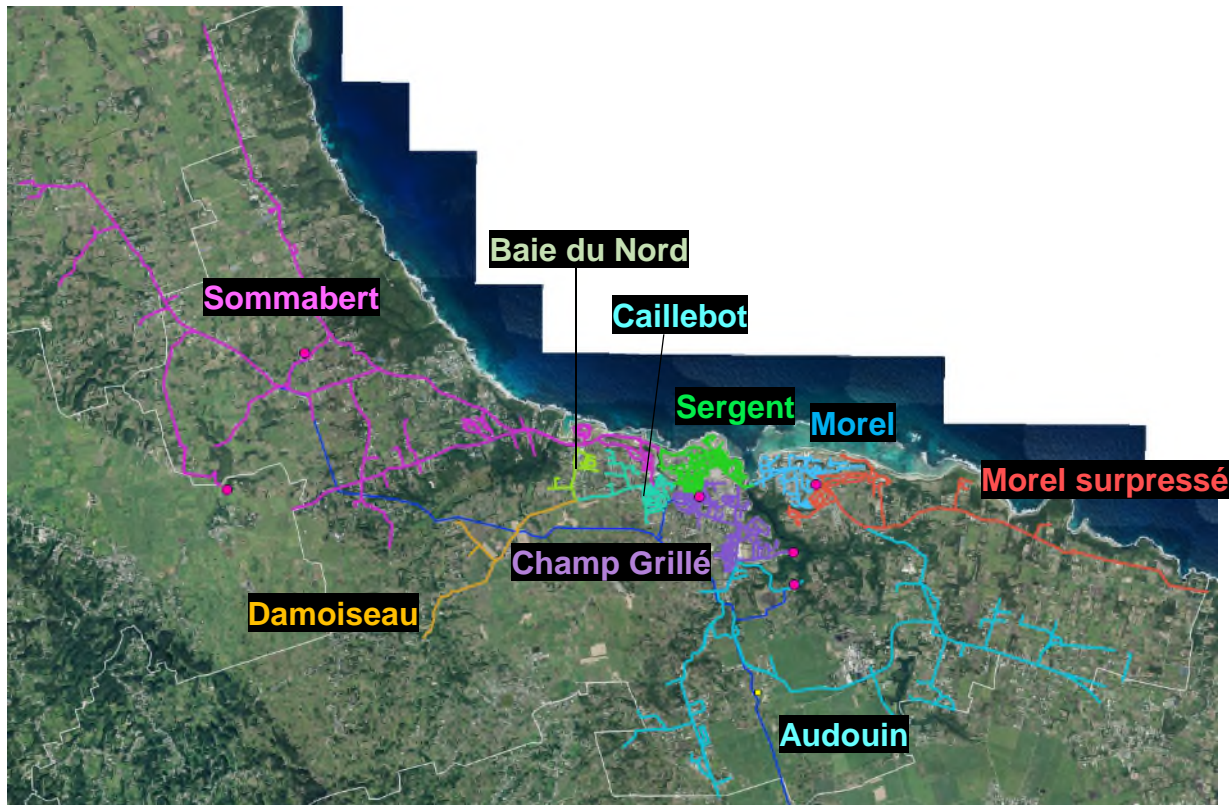 Baie du Nord
Sommabert
Caillebot
Sergent
Morel
Morel surpressé
Champ Grillé
Damoiseau
Audouin